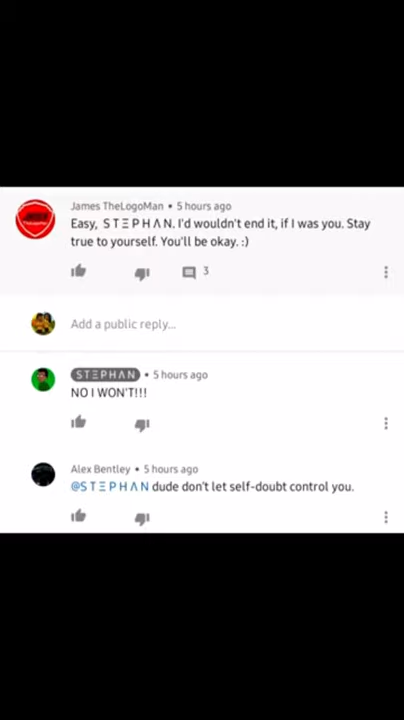 James TheLogoMan • 5 hours ago
Easy, S T Ξ P H Λ N. I'd wouldn't end it, if I was you. Stay
true to yourself. You'll be okay. :)
3
Add a public reply...
S T Ξ P H Λ N • 5 hours ago
NO I WON'T!!!
Alex Bentley • 5 hours ago
@S T Ξ P H Λ N dude don't let self-doubt control you.